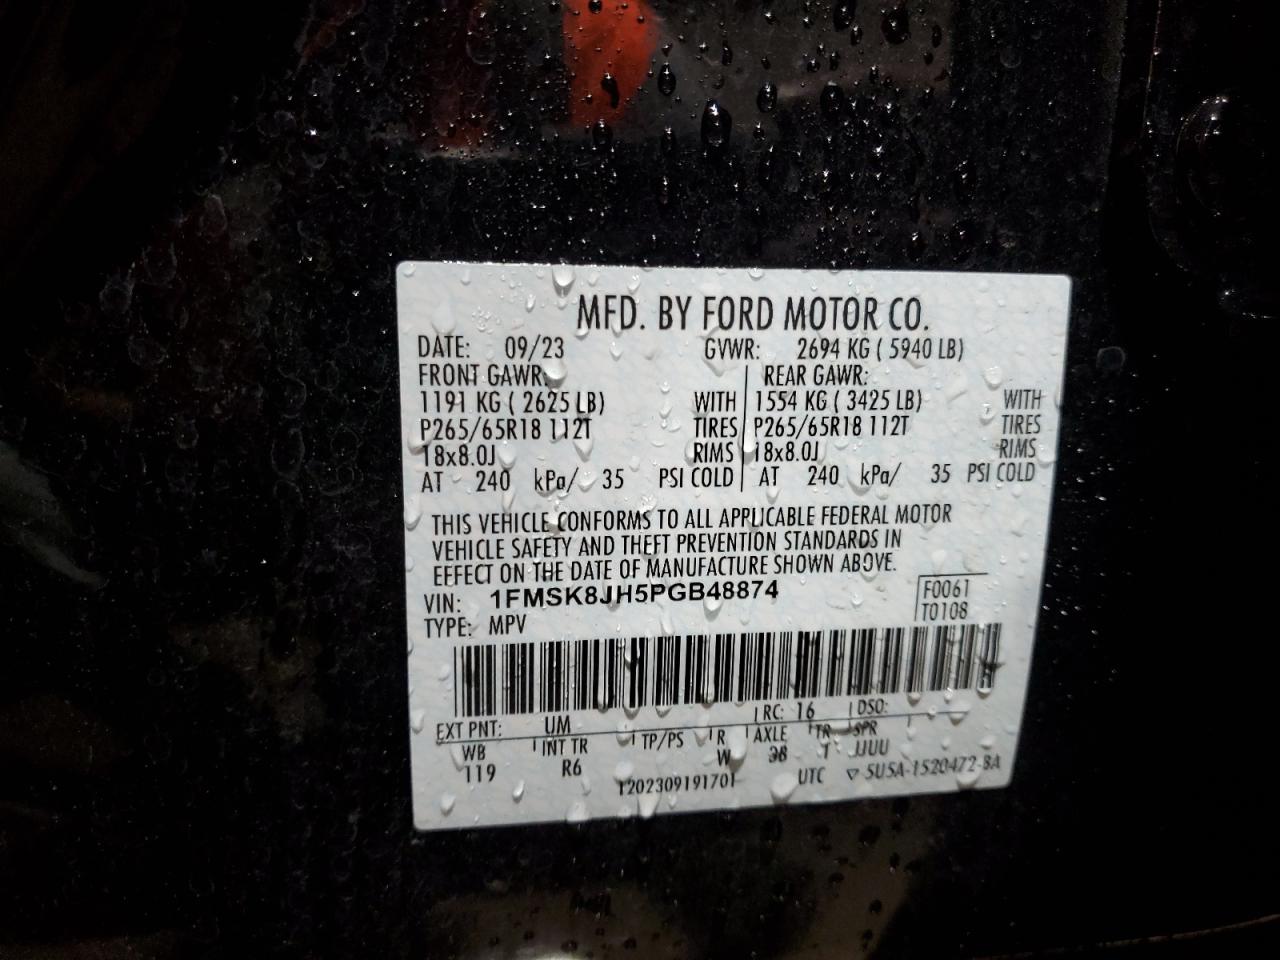 MFD. BY FORD MOTOR CO.
DATE: 09/23 GVWR: 2694 KG ( 5940 LB)
FRONT GAWR: REAR GAWR:
1191 KG ( 2625 LB) WITH 1554 KG ( 3425 LB) WITH
P265/65R18 112T TIRES P265/65R18 112T TIRES
18x8.0J RIMS 18x8.0J RIMS
AT 240 kPa/ 35 PSI COLD AT 240 kPa/ 35 PSI COLD
THIS VEHICLE CONFORMS TO ALL APPLICABLE FEDERAL MOTOR
VEHICLE SAFETY AND THEFT PREVENTION STANDARDS IN
EFFECT ON THE DATE OF MANUFACTURE SHOWN ABOVE.
VIN: 1FMSK8JH5PGB48874 F0061
TYPE: MPV T0108
EXT PNT: UM RC: 16 DSO:
WB INT TR TP/PS R AXLE TR SPR
119 R6 W 38 T JJUU
T202309191701 UTC ▽ 5U5A-1520472-BA